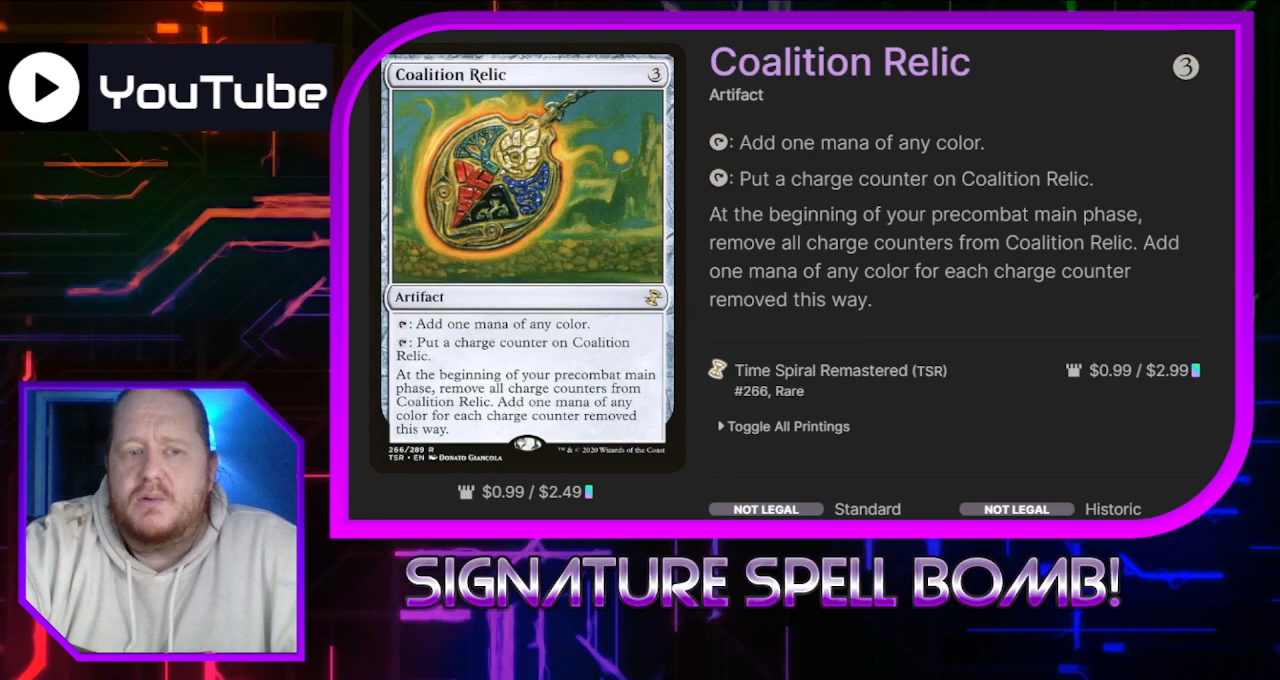 YouTube
Coalition Relic
3
Artifact
: Add one mana of any color.
: Put a charge counter on Coalition
Relic.
At the beginning of your precombat main
phase, remove all charge counters from
Coalition Relic. Add one mana of any
color for each charge counter removed
this way.
266/289 R
TSR • EN DONATO GIANCOLA
™ & © 2020 Wizards of the Coast
$0.99 / $2.49
Coalition Relic
3
Artifact
: Add one mana of any color.
: Put a charge counter on Coalition Relic.
At the beginning of your precombat main phase,
remove all charge counters from Coalition Relic. Add
one mana of any color for each charge counter
removed this way.
Time Spiral Remastered (TSR)
$0.99 / $2.99
#266, Rare
Toggle All Printings
NOT LEGAL Standard
NOT LEGAL Historic
SIGNATURE SPELL BOMB!